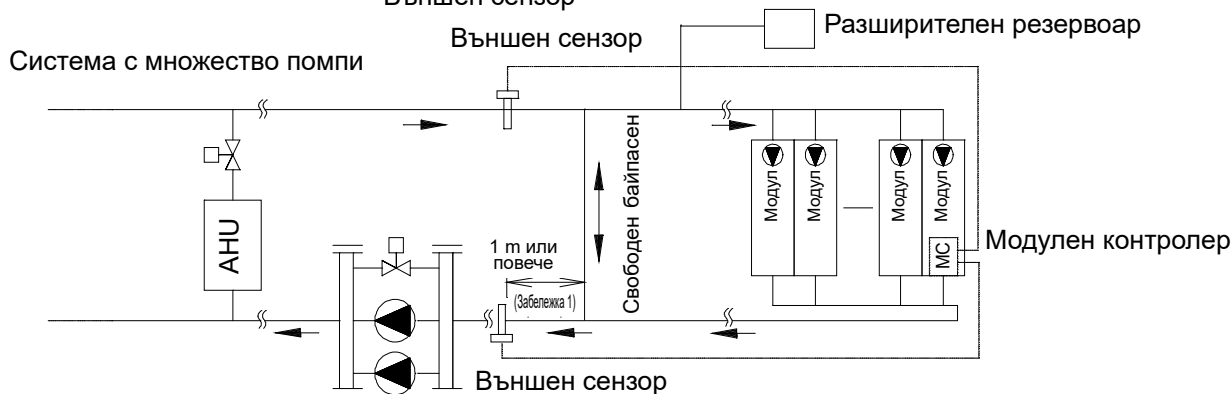 Външен сензор
Разширителен резервоар
Външен сензор
Система с множество помпи
Свободен байпасен
Модул
Модул
Модул
Модул
AHU
1 m или
повече
(Забележка 1)
MC
Модулен контролер
Външен сензор